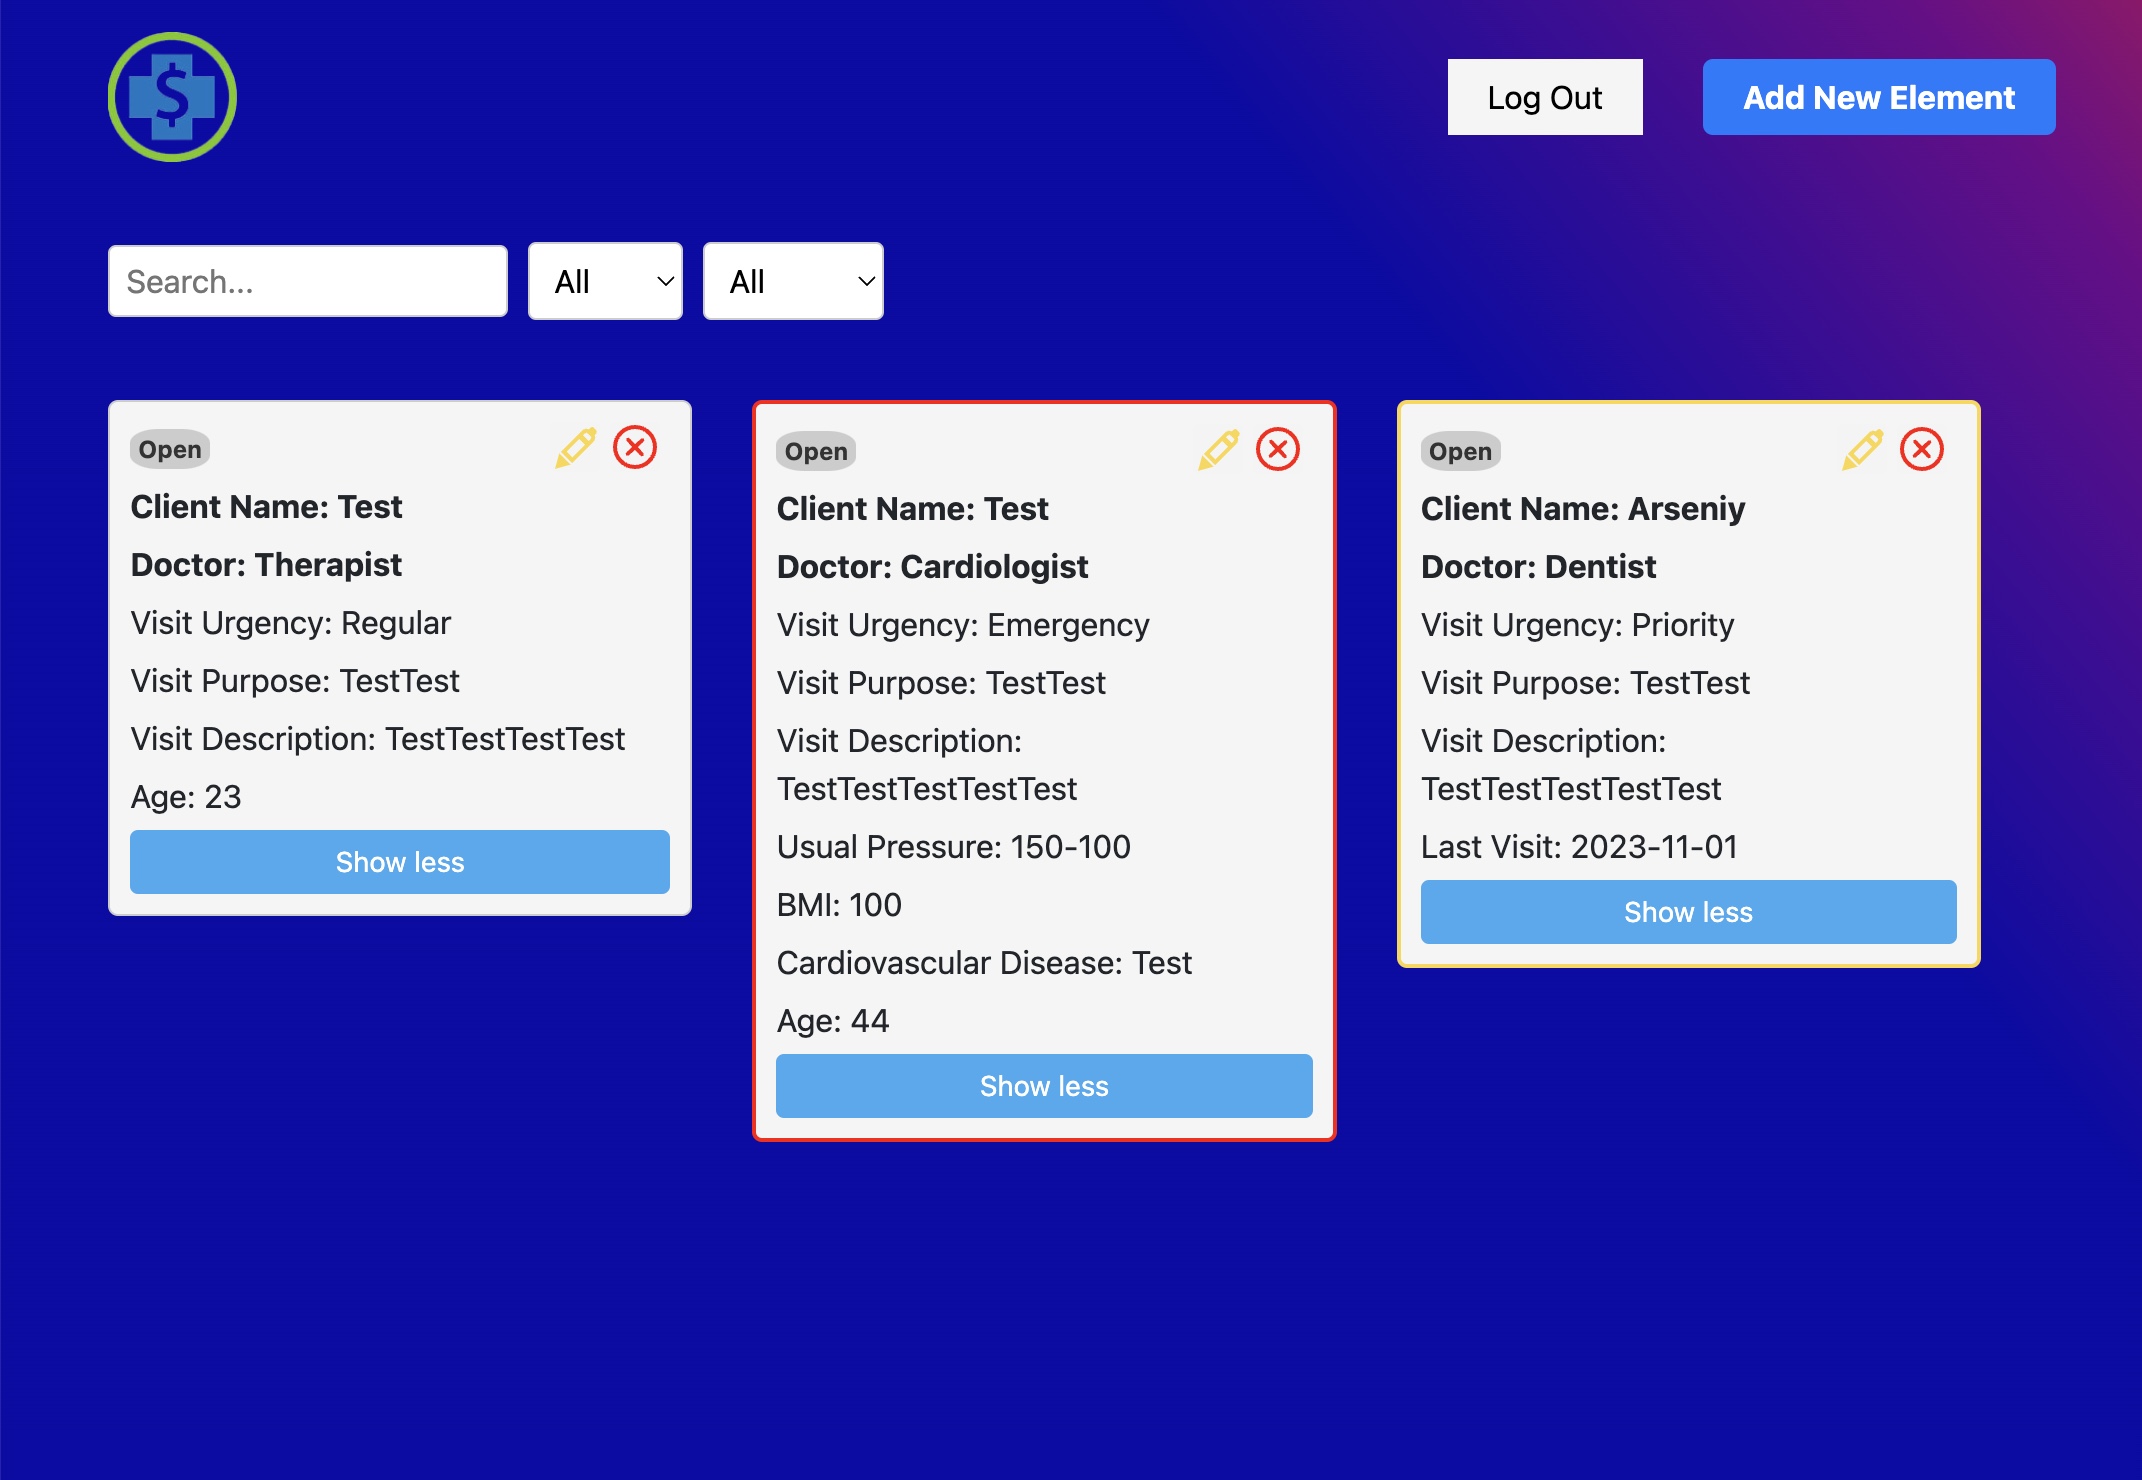 $
Log Out
Add New Element
Search...
All
All
Open
Client Name: Test
Doctor: Therapist
Visit Urgency: Regular
Visit Purpose: TestTest
Visit Description: TestTestTestTest
Age: 23
Show less
Open
Client Name: Test
Doctor: Cardiologist
Visit Urgency: Emergency
Visit Purpose: TestTest
Visit Description:
TestTestTestTestTest
Usual Pressure: 150-100
BMI: 100
Cardiovascular Disease: Test
Age: 44
Show less
Open
Client Name: Arseniy
Doctor: Dentist
Visit Urgency: Priority
Visit Purpose: TestTest
Visit Description:
TestTestTestTestTest
Last Visit: 2023-11-01
Show less